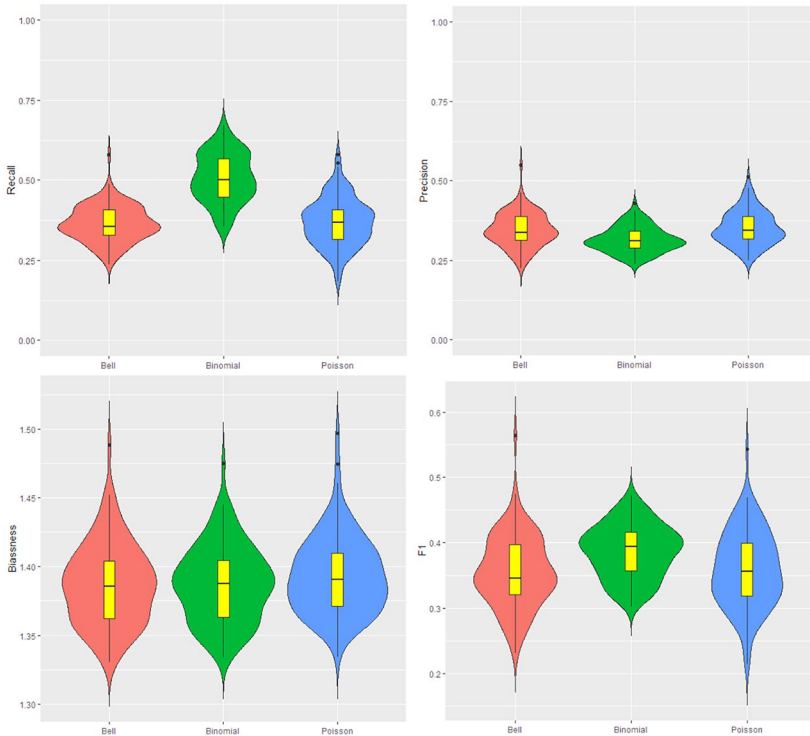 1.00
0.75
0.50
0.25
0.00
Recall
Bell Binomial Poisson
1.00
0.75
0.50
0.25
0.00
Precision
Bell Binomial Poisson
1.50
1.45
1.40
1.35
1.30
Biassness
Bell Binomial Poisson
0.6
0.5
0.4
0.3
0.2
F1
Bell Binomial Poisson